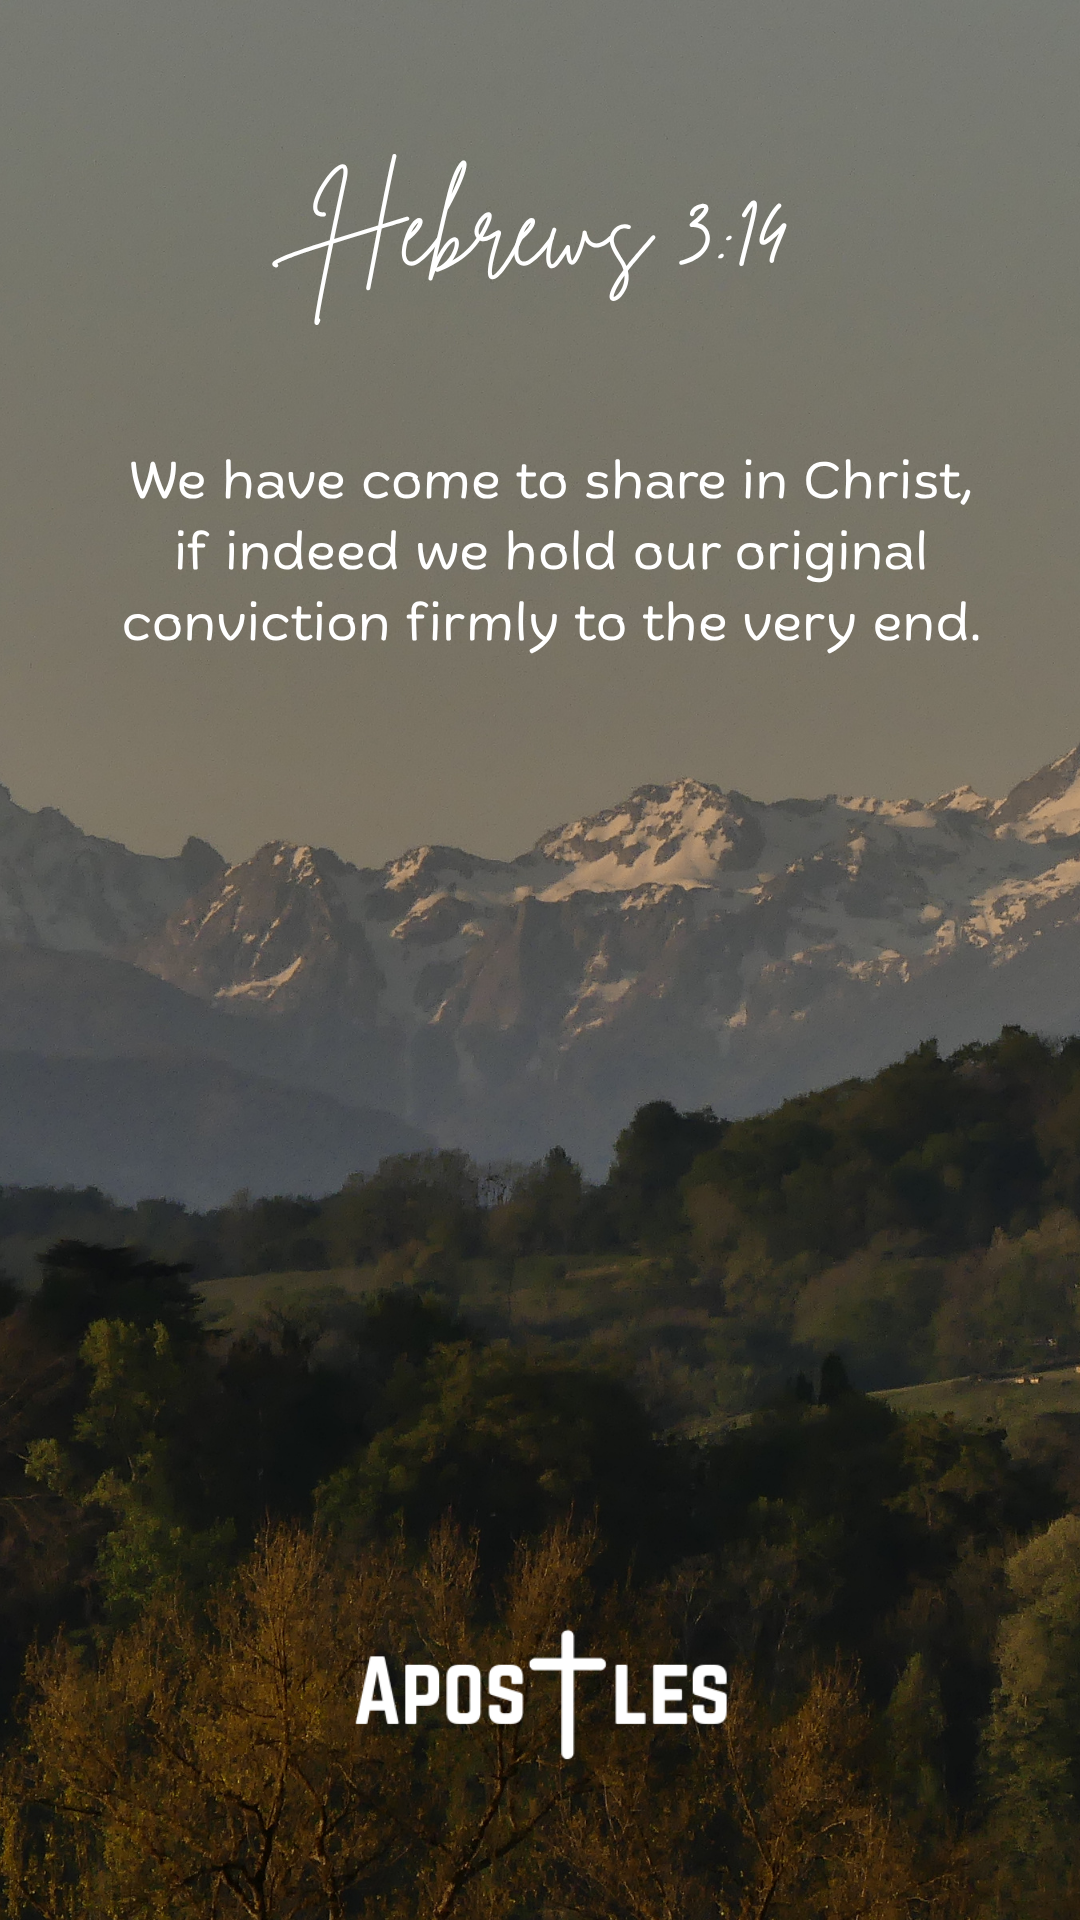 Hebrews 3:14
We have come to share in Christ,
if indeed we hold our original
conviction firmly to the very end.
APOSTLES